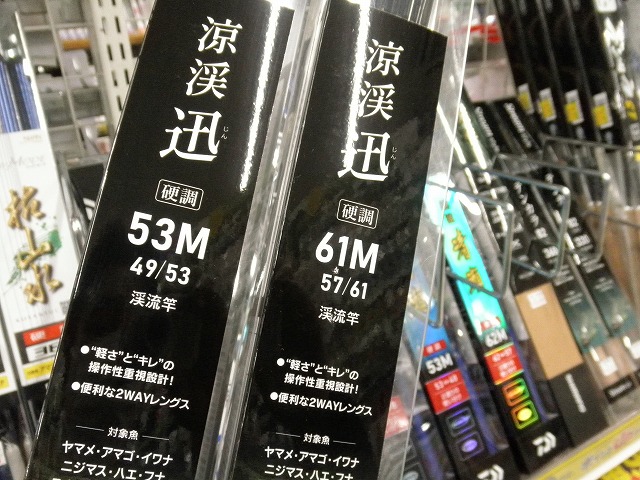 涼渓
迅
じん
硬調
53M
49/53
渓流竿
●"軽さ"と"キレ"の
操作性重視設計!
●便利な2WAYレングス
対象魚
ヤマメ・アマゴ・イワナ
ニジマス・ハエ・フナ
涼渓
迅
じん
硬調
61M
57/61
渓流竿
●"軽さ"と"キレ"の
操作性重視設計!
●便利な2WAYレングス
対象魚
ヤマメ・アマゴ・イワナ
ニジマス・ハエ・フナ
53M
62M